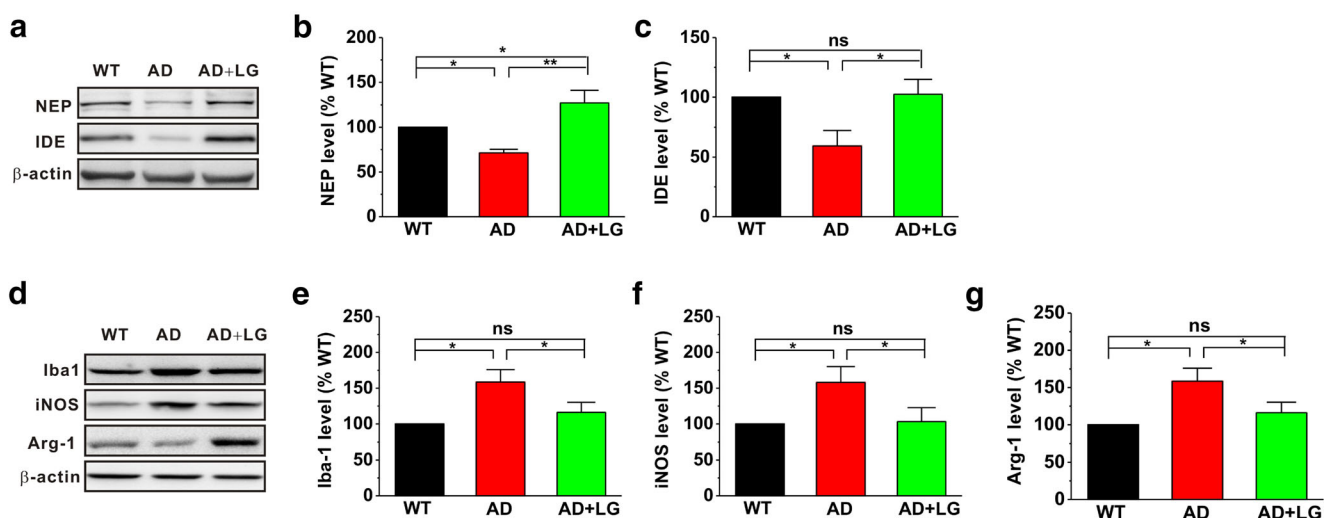 a
WT AD AD+LG
NEP
IDE
β-actin
b
NEP level (% WT)
200
150
100
50
0
*
* **
WT AD AD+LG
c
IDE level (% WT)
150
100
50
0
ns
* *
WT AD AD+LG
d
WT AD AD+LG
Iba1
iNOS
Arg-1
β-actin
e
Iba-1 level (% WT)
250
200
150
100
50
0
ns
* *
WT AD AD+LG
f
iNOS level (% WT)
250
200
150
100
50
0
ns
* *
WT AD AD+LG
g
Arg-1 level (% WT)
250
200
150
100
50
0
ns
* *
WT AD AD+LG